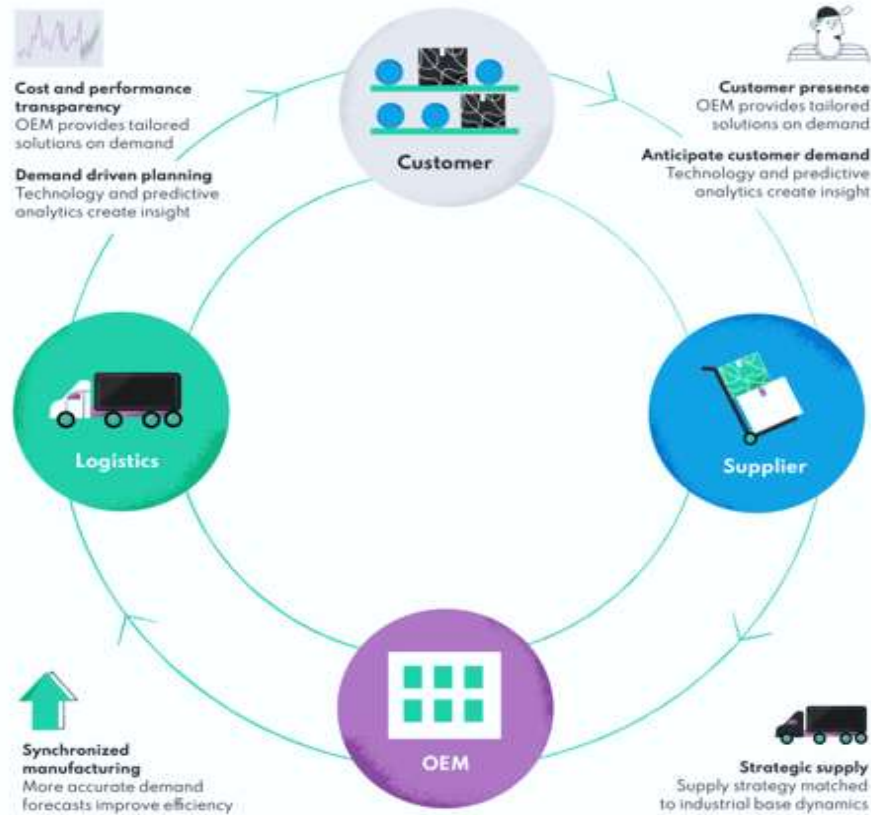 Cost and performance
transparency
OEM provides tailored
solutions on demand
Demand driven planning
Technology and predictive
analytics create insight
Customer
Customer presence
OEM provides tailored
solutions on demand
Anticipate customer demand
Technology and predictive
analytics create insight
Logistics
Supplier
Synchronized
manufacturing
More accurate demand
forecasts improve efficiency
OEM
Strategic supply
Supply strategy matched
to industrial base dynamics